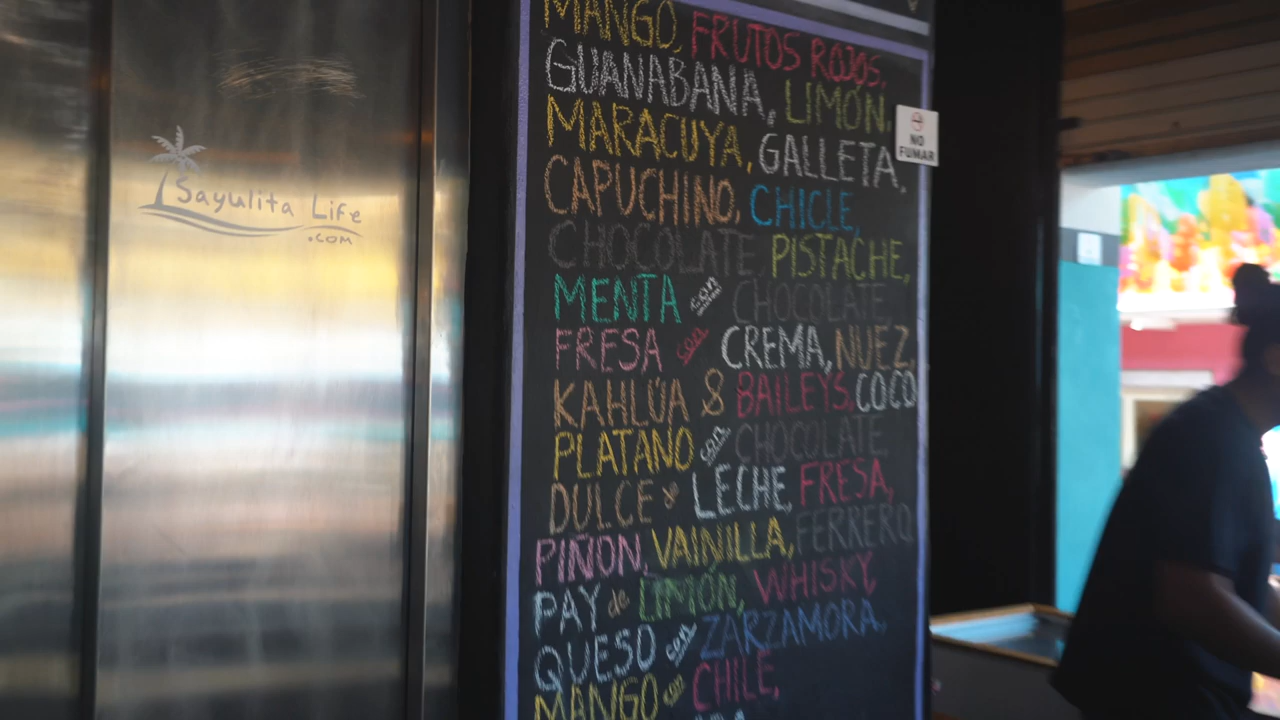 Sayulita Life
.com
MANGO, FRUTOS ROJOS,
GUANABANA, LIMÓN,
MARACUYA, GALLETA,
CAPUCHINO, CHICLE,
CHOCOLATE, PISTACHE,
MENTA con CHOCOLATE,
FRESA con CREMA, NUEZ,
KAHLÚA & BAILEYS, COCO
PLATANO con CHOCOLATE,
DULCE de LECHE, FRESA,
PIÑON, VAINILLA, FERRERO,
PAY de LIMÓN, WHISKY,
QUESO con ZARZAMORA,
MANGO con CHILE,
NO
FUMAR